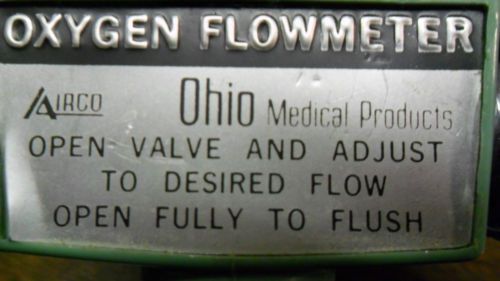 OXYGEN FLOWMETER
AIRCO Ohio Medical Products
OPEN VALVE AND ADJUST
TO DESIRED FLOW
OPEN FULLY TO FLUSH